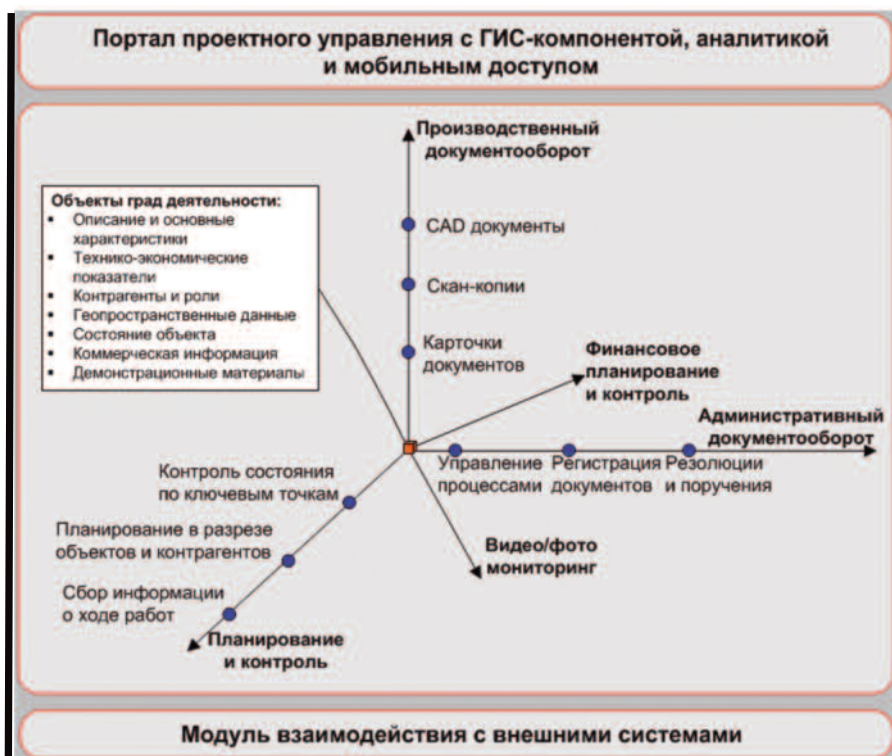 Портал проектного управления с ГИС-компонентой, аналитикой
и мобильным доступом
Производственный
документооборот
Объекты град деятельности:
▪ Описание и основные
характеристики
▪ Технико-экономические
показатели
▪ Контрагенты и роли
▪ Геопространственные данные
▪ Состояние объекта
▪ Коммерческая информация
▪ Демонстрационные материалы
CAD документы
Скан-копии
Карточки
документов
Финансовое
планирование
и контроль
Административный
документооборот
Управление
процессами
Регистрация
документов
Резолюции
и поручения
Контроль состояния
по ключевым точкам
Планирование в разрезе
объектов и контрагентов
Сбор информации
о ходе работ
Планирование
и контроль
Видео/фото
мониторинг
Модуль взаимодействия с внешними системами